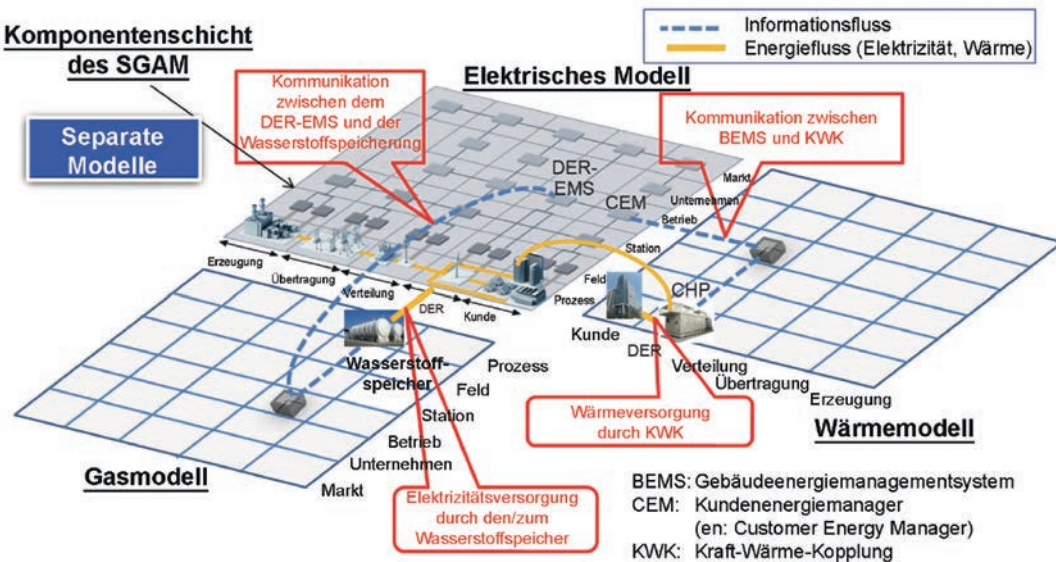 Komponentenschicht
des SGAM
Separate
Modelle
Informationsfluss
Energiefluss (Elektrizität, Wärme)
Elektrisches Modell
Kommunikation
zwischen dem
DER-EMS und der
Wasserstoffspeicherung
Kommunikation zwischen
BEMS und KWK
DER-
EMS
CEM
Markt
Unternehmen
Betrieb
Station
Feld
Prozess
Erzeugung
Übertragung
Verteilung
DER
Kunde
CHP
Kunde
DER
Verteilung
Übertragung
Erzeugung
Wasserstoff-
speicher
Prozess
Feld
Station
Betrieb
Unternehmen
Markt
Wärmeversorgung
durch KWK
Wärmemodell
Gasmodell
Elektrizitätsversorgung
durch den/zum
Wasserstoffspeicher
BEMS: Gebäudeenergiemanagementsystem
CEM: Kundenenergiemanager
(en: Customer Energy Manager)
KWK: Kraft-Wärme-Kopplung